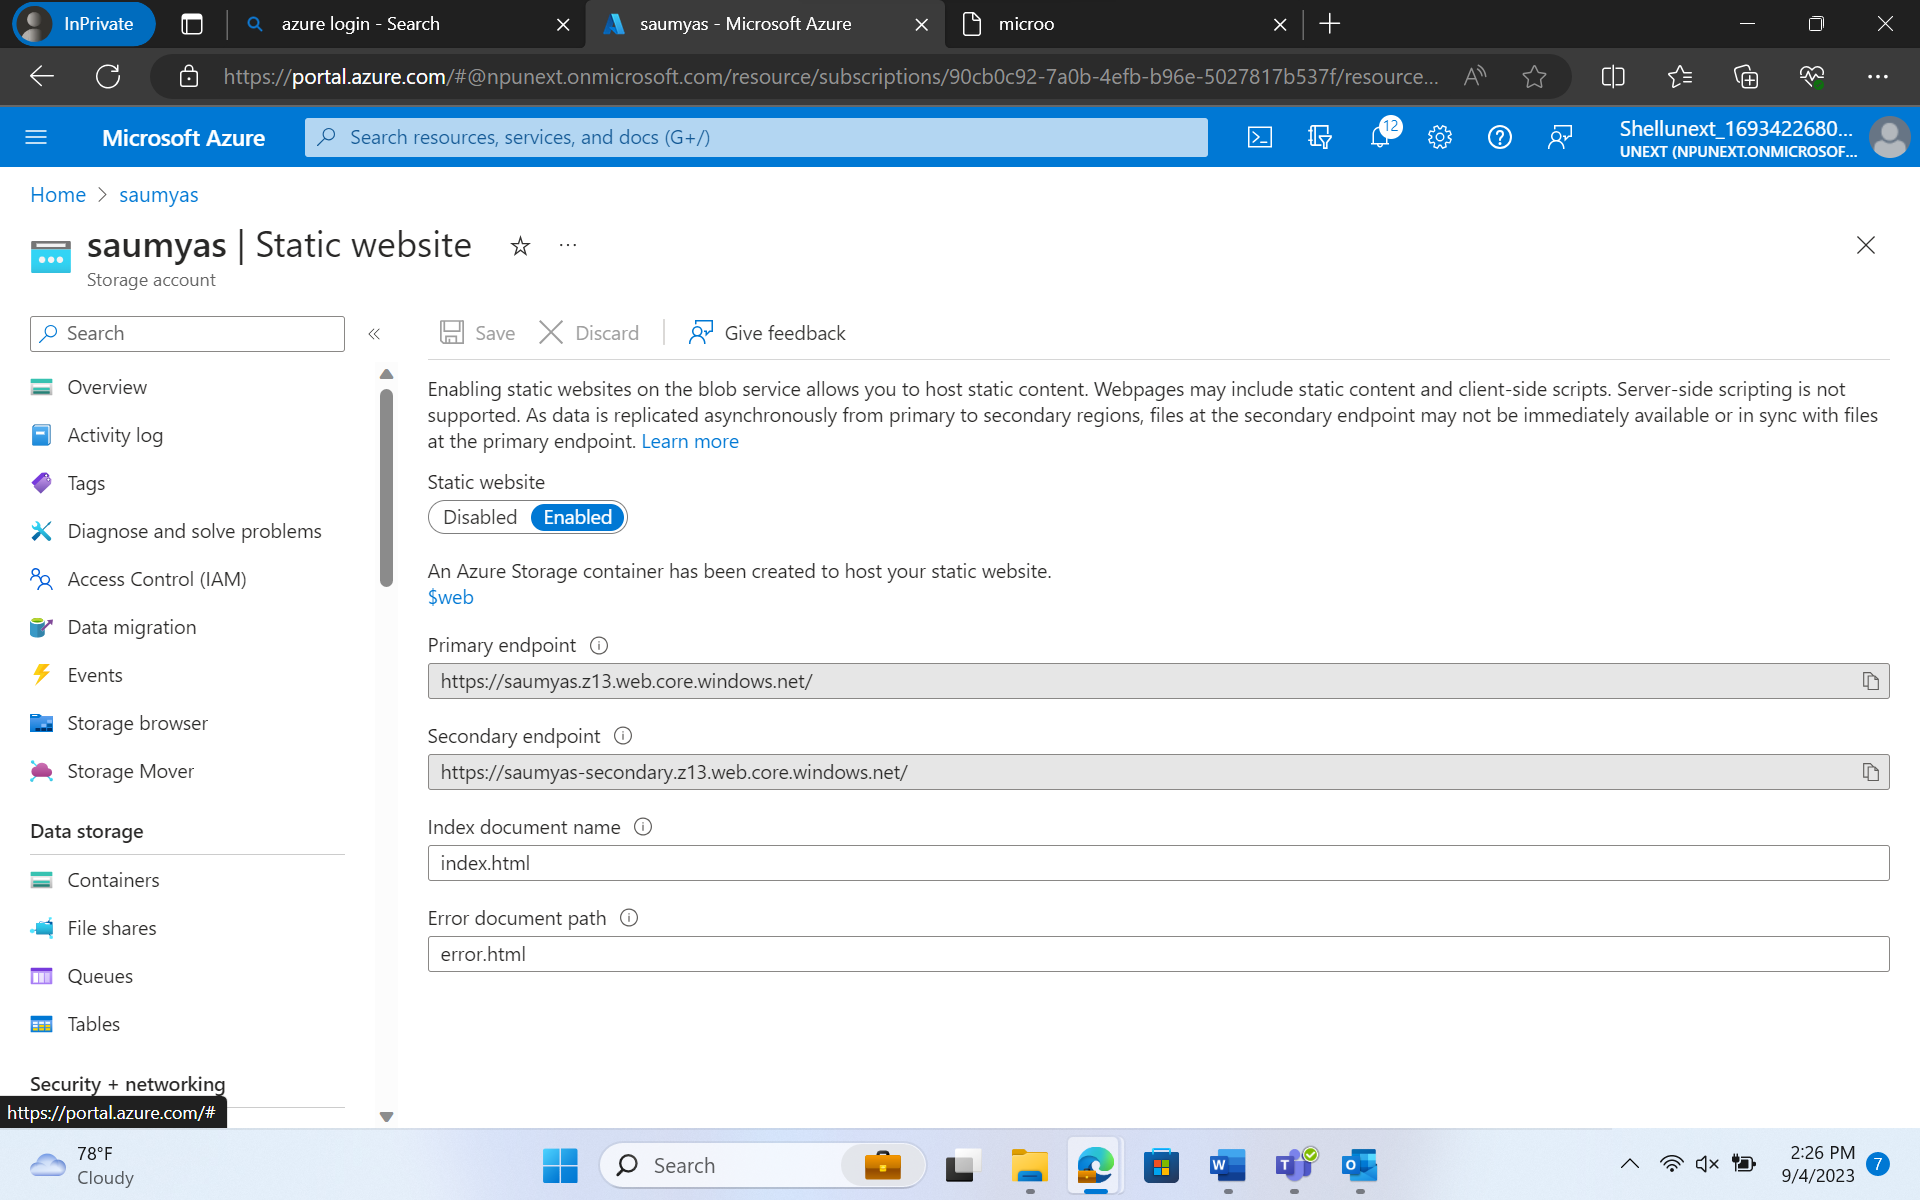 InPrivate
azure login - Search
saumyas - Microsoft Azure
microo
https://portal.azure.com/#@npunext.onmicrosoft.com/resource/subscriptions/90cb0c92-7a0b-4efb-b96e-5027817b537f/resource...
Microsoft Azure
Search resources, services, and docs (G+/)
12
Shellunext_1693422680...
UNEXT (NPUNEXT.ONMICROSOF...
Home > saumyas
saumyas | Static website
Storage account
Search
Save
Discard
Give feedback
Overview
Activity log
Tags
Diagnose and solve problems
Access Control (IAM)
Data migration
Events
Storage browser
Storage Mover
Data storage
Containers
File shares
Queues
Tables
Security + networking
https://portal.azure.com/#
Enabling static websites on the blob service allows you to host static content. Webpages may include static content and client-side scripts. Server-side scripting is not
supported. As data is replicated asynchronously from primary to secondary regions, files at the secondary endpoint may not be immediately available or in sync with files
at the primary endpoint. Learn more
Static website
Disabled Enabled
An Azure Storage container has been created to host your static website.
$web
Primary endpoint
https://saumyas.z13.web.core.windows.net/
Secondary endpoint
https://saumyas-secondary.z13.web.core.windows.net/
Index document name
index.html
Error document path
error.html
78°F
Cloudy
Search
2:26 PM
9/4/2023
7